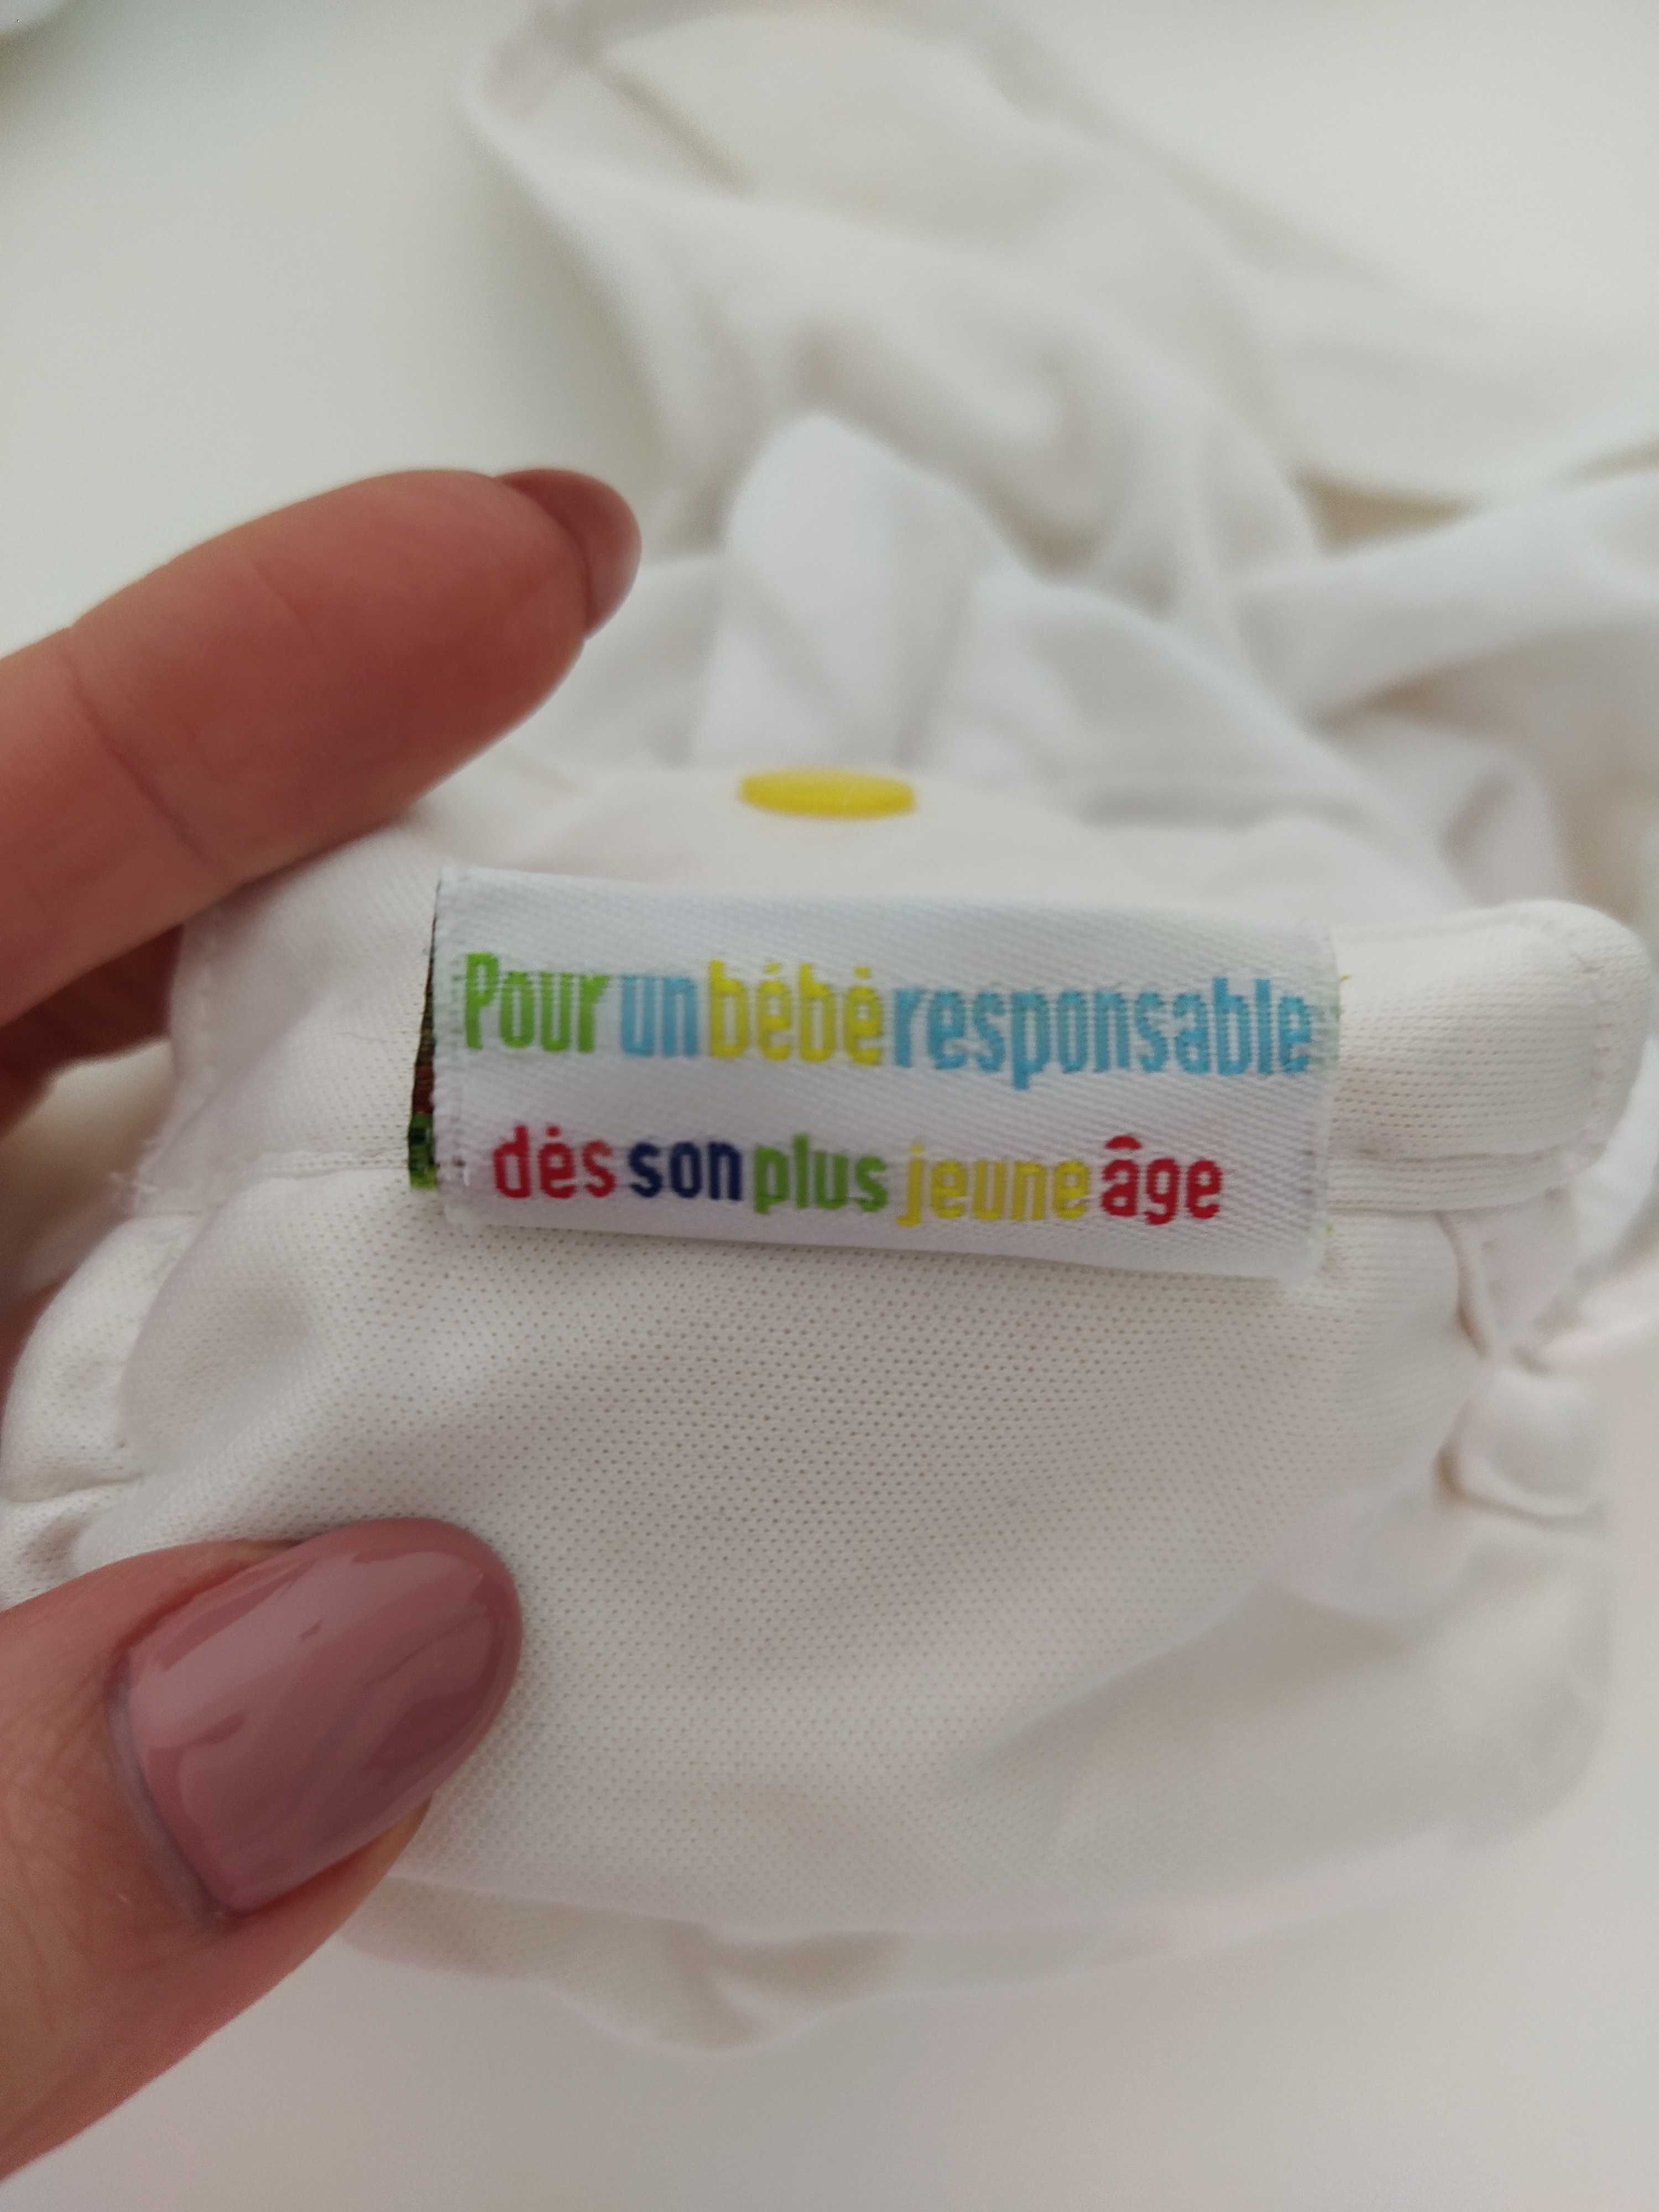 Pour un bébé responsable
dès son plus jeune âge